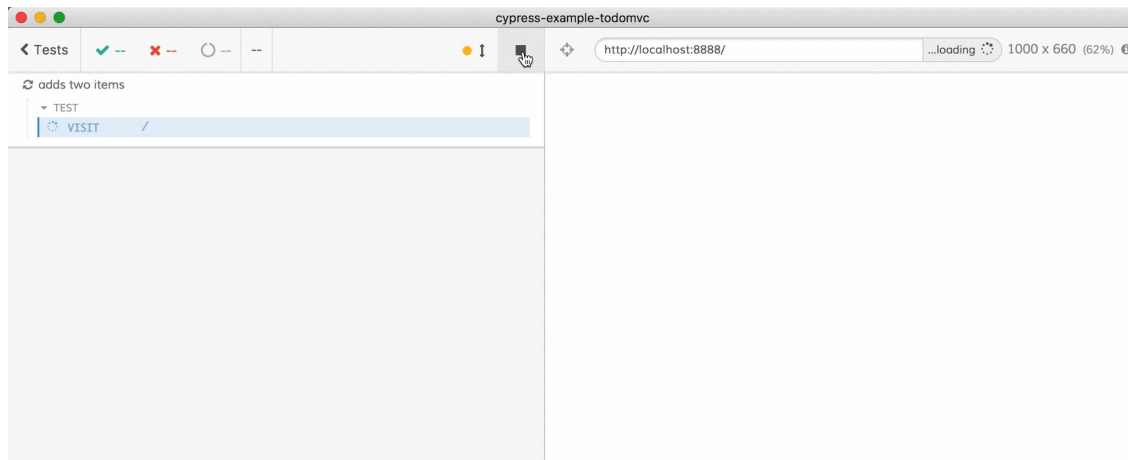 cypress-example-todomvc
Tests -- -- -- --
http://localhost:8888/ ...loading 1000 x 660 (62%)
adds two items
TEST
VISIT /